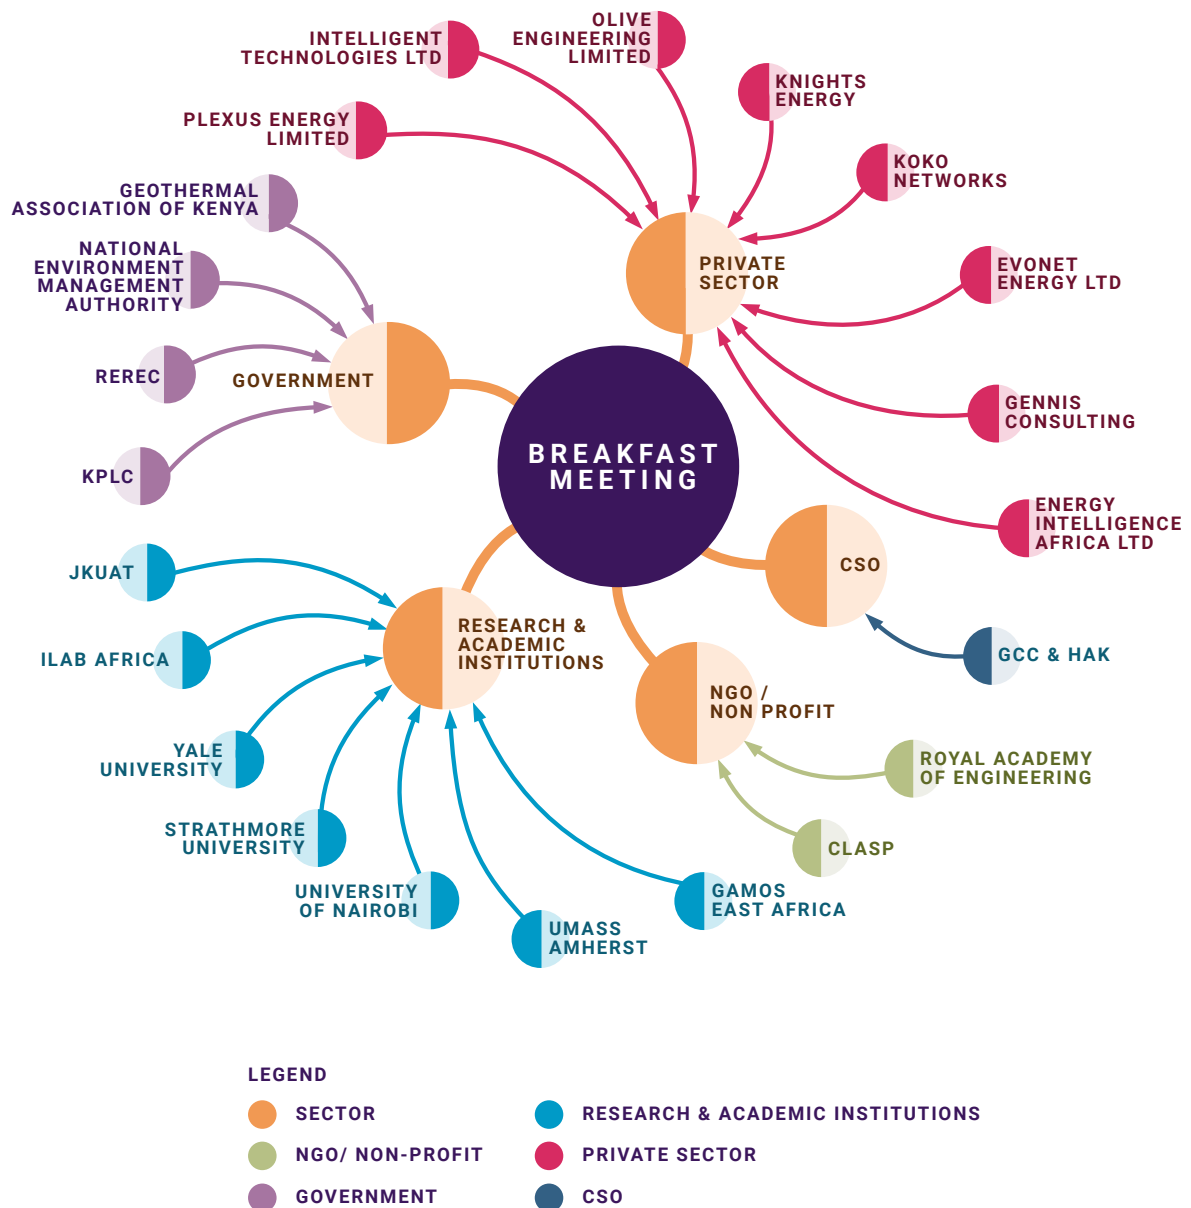 INTELLIGENT
TECHNOLOGIES LTD
OLIVE
ENGINEERING
LIMITED
KNIGHTS
ENERGY
PLEXUS ENERGY
LIMITED
KOKO
NETWORKS
GEOTHERMAL
ASSOCIATION OF KENYA
NATIONAL
ENVIRONMENT
MANAGEMENT
AUTHORITY
PRIVATE
SECTOR
EVONET
ENERGY LTD
REREC
GOVERNMENT
GENNIS
CONSULTING
BREAKFAST
MEETING
KPLC
ENERGY
INTELLIGENCE
AFRICA LTD
JKUAT
CSO
RESEARCH &
ACADEMIC
INSTITUTIONS
ILAB AFRICA
GCC & HAK
NGO /
NON PROFIT
YALE
UNIVERSITY
ROYAL ACADEMY
OF ENGINEERING
STRATHMORE
UNIVERSITY
CLASP
UNIVERSITY
OF NAIROBI
GAMOS
EAST AFRICA
UMASS
AMHERST
LEGEND
SECTOR
RESEARCH & ACADEMIC INSTITUTIONS
NGO/ NON-PROFIT
PRIVATE SECTOR
GOVERNMENT
CSO